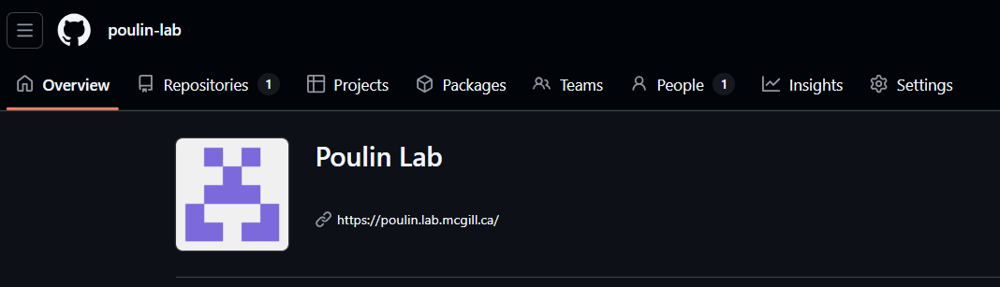 poulin-lab
Overview Repositories 1 Projects Packages Teams People 1 Insights Settings
Poulin Lab
https://poulin.lab.mcgill.ca/